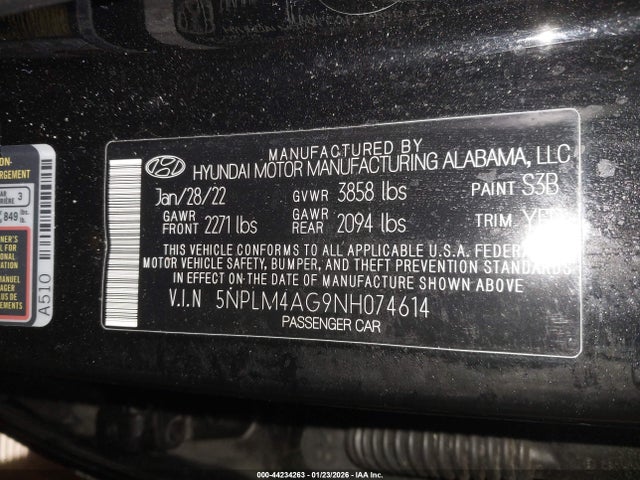 MANUFACTURED BY
HYUNDAI MOTOR MANUFACTURING ALABAMA, LLC
Jan/28/22 GVWR 3858 lbs PAINT S3B
GAWR FRONT 2271 lbs GAWR REAR 2094 lbs TRIM
THIS VEHICLE CONFORMS TO ALL APPLICABLE U.S.A. FEDERAL
MOTOR VEHICLE SAFETY, BUMPER, AND THEFT PREVENTION STANDARDS
IN EFFECT ON THE DATE OF MANUFACTURE SHOWN ABOVE
V.I.N 5NPLM4AG9NH074614
PASSENGER CAR
A510
3
849 lbs.
000-44234263 - 01/23/2026 - IAA Inc.